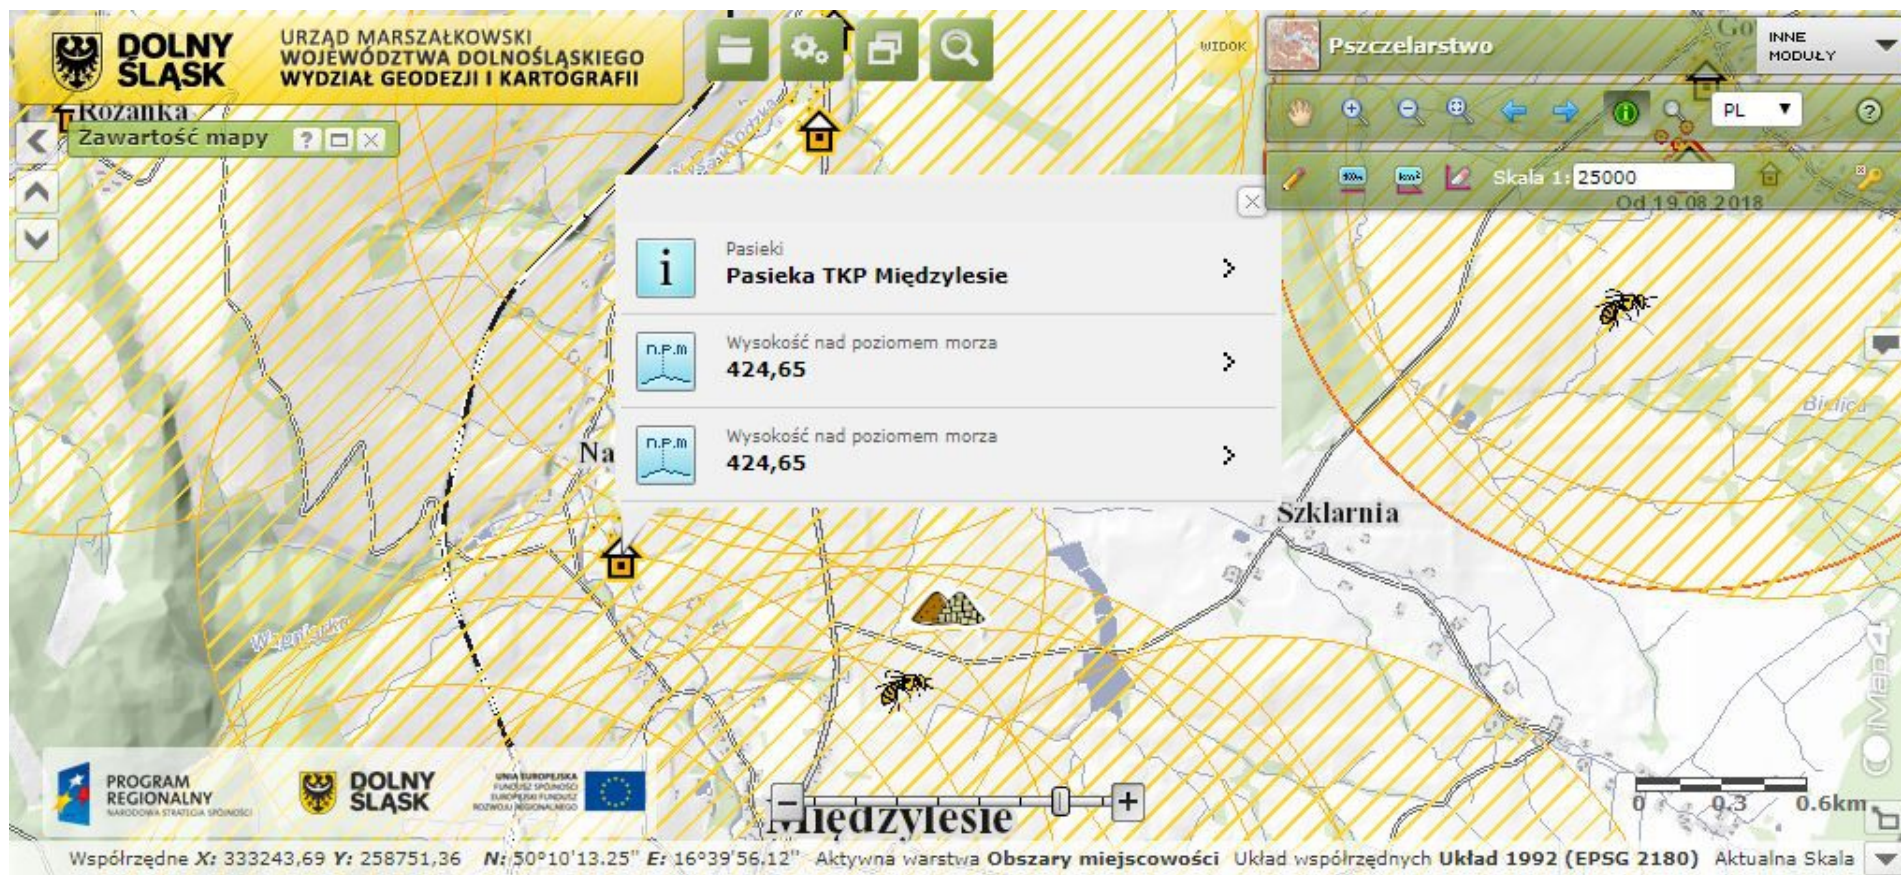 DOLNY
ŚLĄSK
URZĄD MARSZAŁKOWSKI
WOJEWÓDZTWA DOLNOŚLĄSKIEGO
WYDZIAŁ GEODEZJI I KARTOGRAFII
WIDOK
Pszczelarstwo
INNE
MODUŁY
PL
Skala 1: 25000
Od 19.08.2018
Różanka
Zawartość mapy
Pasieki
Pasieka TKP Międzylesie
n.p.m
Wysokość nad poziomem morza
424,65
n.p.m
Wysokość nad poziomem morza
424,65
Na
Szklarnia
Bielica
Międzylesie
PROGRAM
REGIONALNY
NARODOWA STRATEGIA SPÓJNOŚCI
DOLNY
ŚLĄSK
UNIA EUROPEJSKA
0 0.3 0.6km
iMap4
Współrzędne X: 333243,69 Y: 258751,36 N: 50°10'13.25" E: 16°39'56.12" Aktywna warstwa Obszary miejscowości Układ współrzędnych Układ 1992 (EPSG 2180) Aktualna Skala